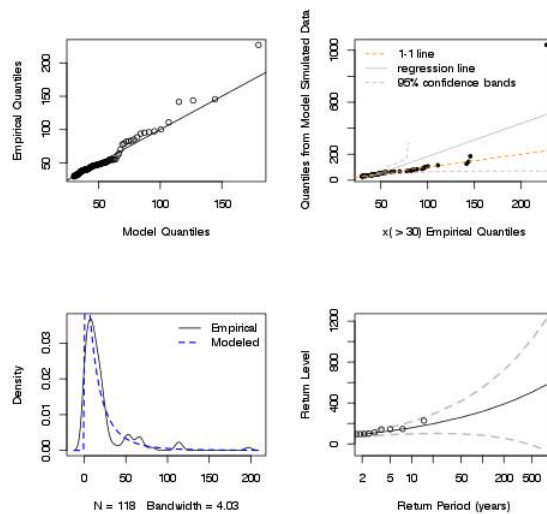 Empirical Quantiles
50 100 150 200
50 100 150
Model Quantiles
Quantiles from Model Simulated Data
0 200 400 600 1000
1-1 line
regression line
95% confidence bands
50 100 150 200
x( > 30) Empirical Quantiles
Density
0.00 0.01 0.02 0.03
Empirical
Modeled
0 50 100 150 200
N = 118 Bandwidth = 4.03
Return Level
0 400 800 1200
2 5 10 20 50 100 500
Return Period (years)